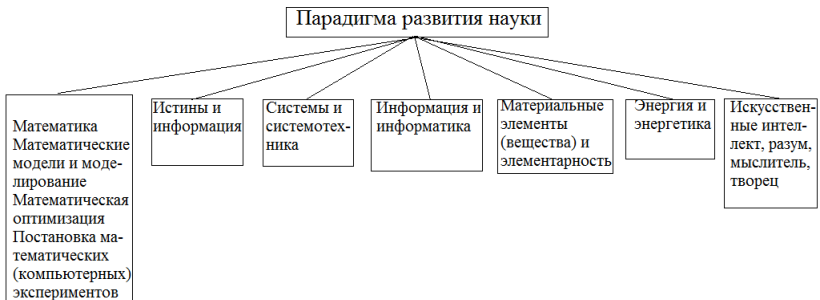 Парадигма развития науки
Математика
Математические
модели и моде-
лирование
Математическая
оптимизация
Постановка ма-
тематических
(компьютерных)
экспериментов
Истины и
информация
Системы и
системотех-
ника
Информация и
информатика
Материальные
элементы
(вещества) и
элементарность
Энергия и
энергетика
Искусствен-
ные интел-
лект, разум,
мыслитель,
творец